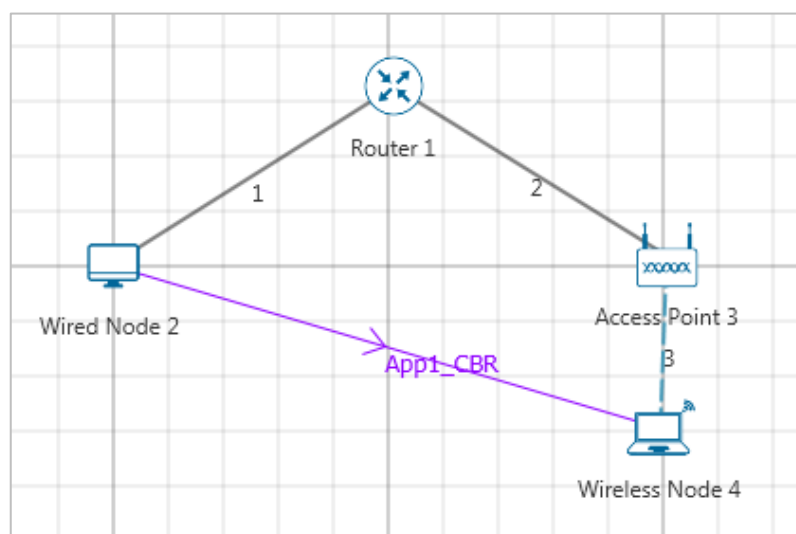 Router 1
1
2
Wired Node 2
Access Point 3
App1_CBR
3
Wireless Node 4